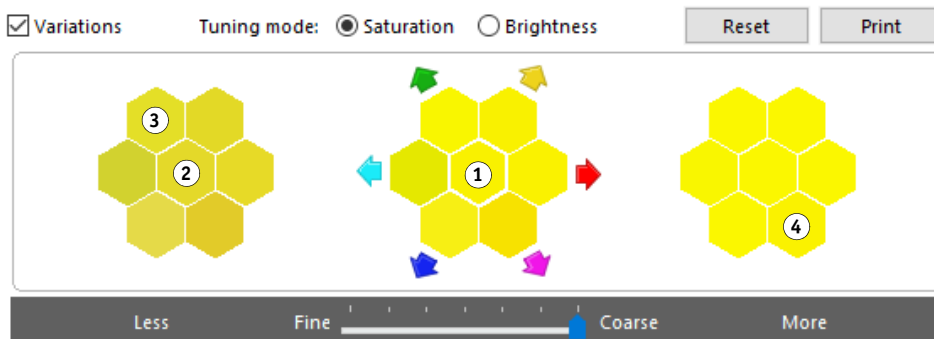 Variations Tuning mode: Saturation Brightness Reset Print
3
2 1
4
Less Fine Coarse More